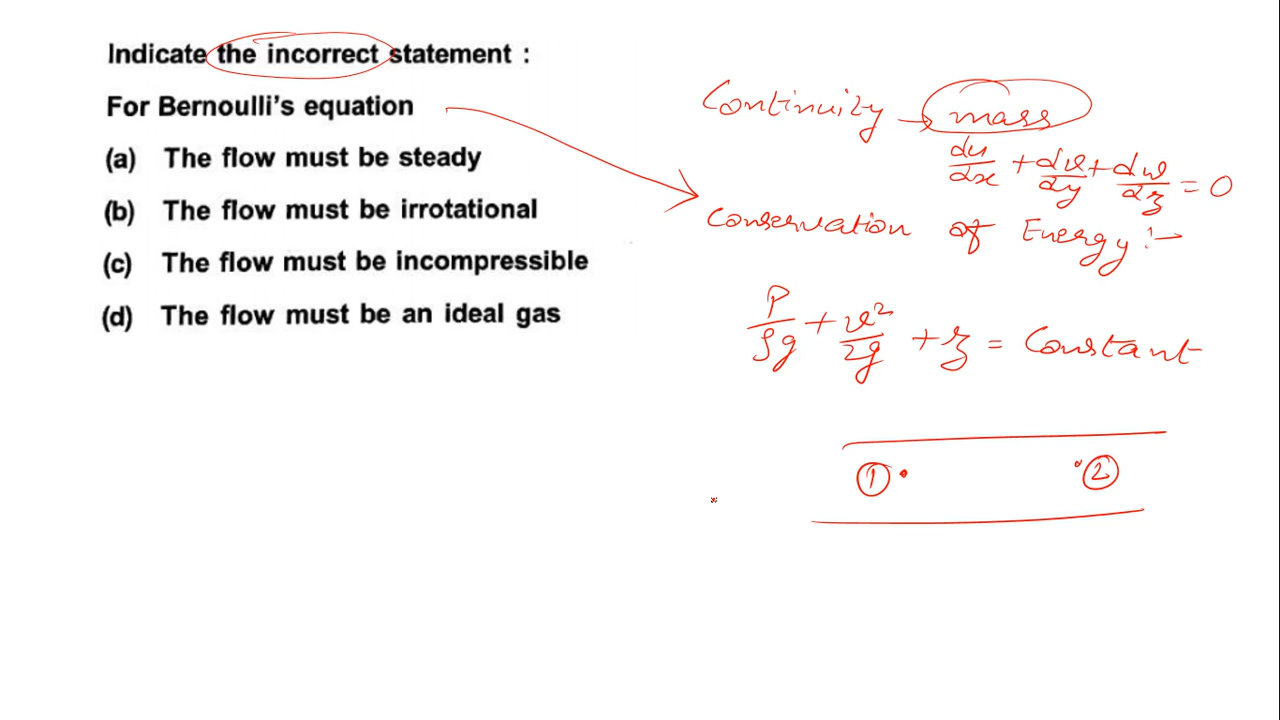 Indicate the incorrect statement :
For Bernoulli's equation
(a) The flow must be steady
(b) The flow must be irrotational
(c) The flow must be incompressible
(d) The flow must be an ideal gas
Continuity → mass
du/dx + dv/dy + dw/dz = 0
Conservation of Energy :-
P/ρg + v²/2g + z = Constant
① ②